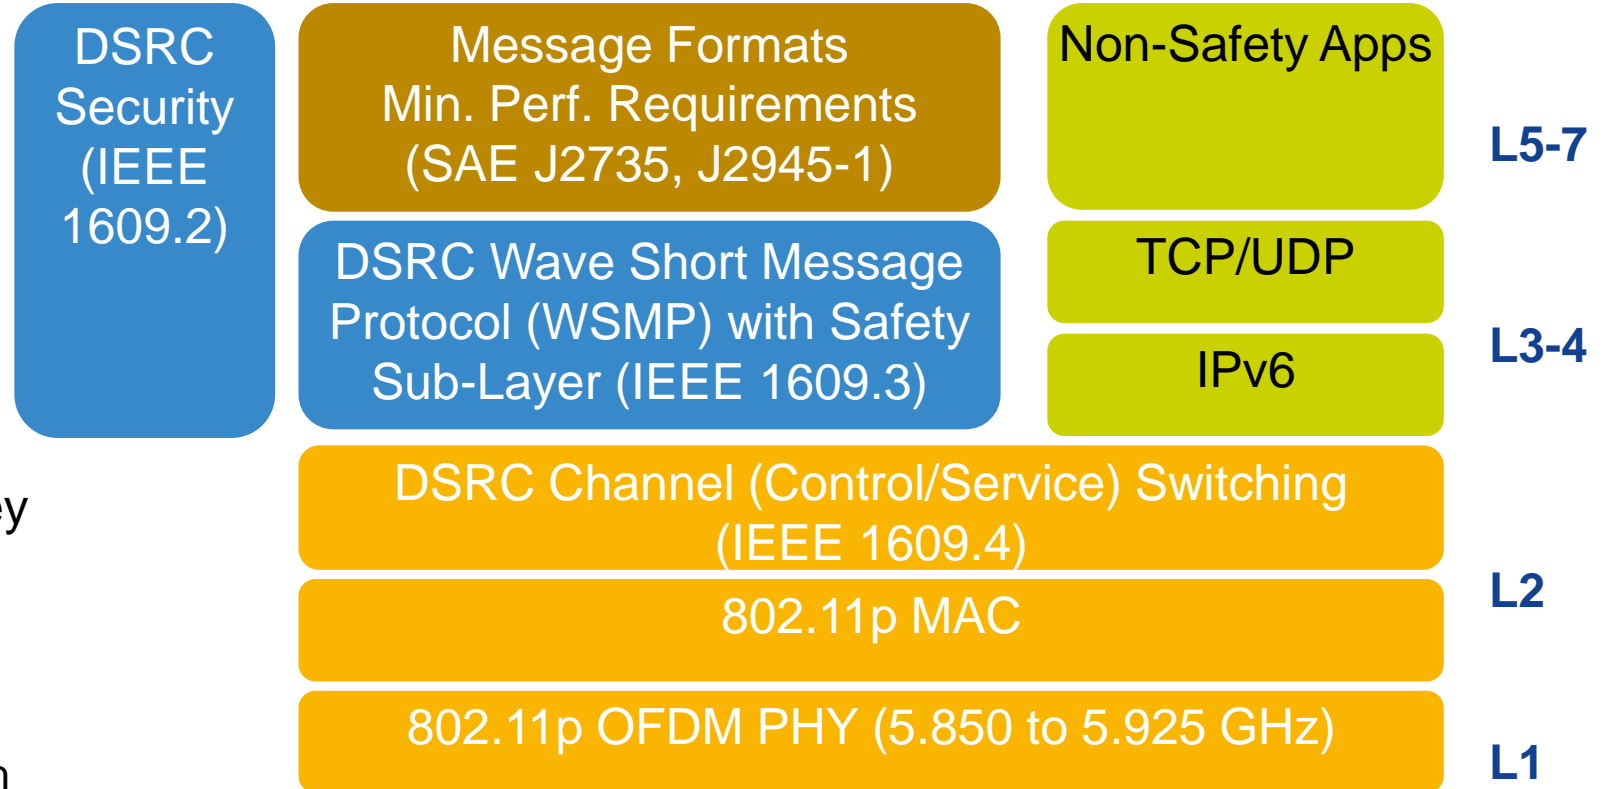 DSRC
Security
(IEEE
1609.2)
Message Formats
Min. Perf. Requirements
(SAE J2735, J2945-1)
Non-Safety Apps
L5-7
DSRC Wave Short Message
Protocol (WSMP) with Safety
Sub-Layer (IEEE 1609.3)
TCP/UDP
IPv6
L3-4
DSRC Channel (Control/Service) Switching
(IEEE 1609.4)
802.11p MAC
L2
802.11p OFDM PHY (5.850 to 5.925 GHz)
L1